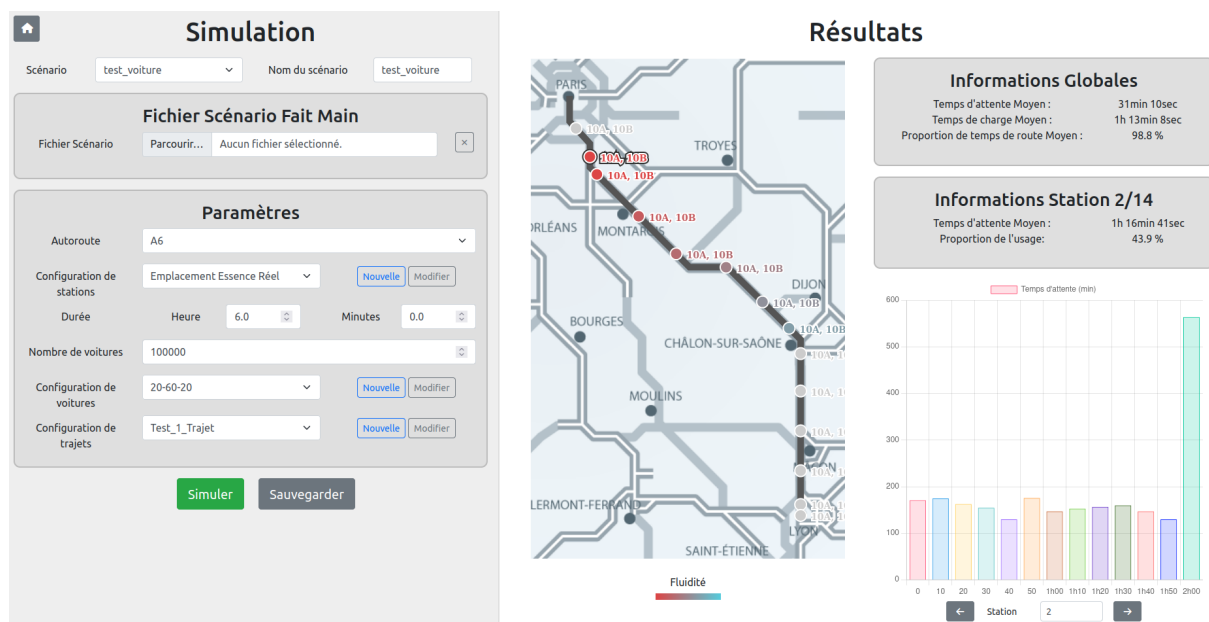 Simulation
Scénario test_voiture Nom du scénario test_voiture
Fichier Scénario Fait Main
Fichier Scénario Parcourir... Aucun fichier sélectionné. ×
Paramètres
Autoroute A6
Configuration de stations Emplacement Essence Réel Nouvelle Modifier
Durée Heure 6.0 Minutes 0.0
Nombre de voitures 100000
Configuration de voitures 20-60-20 Nouvelle Modifier
Configuration de trajets Test_1_Trajet Nouvelle Modifier
Simuler Sauvegarder
Résultats
PARIS
10A, 10B
TROYES
10A, 10B
10A, 10B
10A, 10B
MONTARGIS
10A, 10B
10A, 10B
DIJON
10A, 10B
BOURGES
10A, 10B
CHÂLON-SUR-SAÔNE
MOULINS
LYON
SAINT-ÉTIENNE
Fluidité
Informations Globales
Temps d'attente Moyen : 31min 10sec
Temps de charge Moyen : 1h 13min 8sec
Proportion de temps de route Moyen : 98.8 %
Informations Station 2/14
Temps d'attente Moyen : 1h 16min 41sec
Proportion de l'usage: 43.9 %
Temps d'attente (min)
600
500
400
300
200
100
0
0 10 20 30 40 50 1h00 1h10 1h20 1h30 1h40 1h50 2h00
← Station 2 →